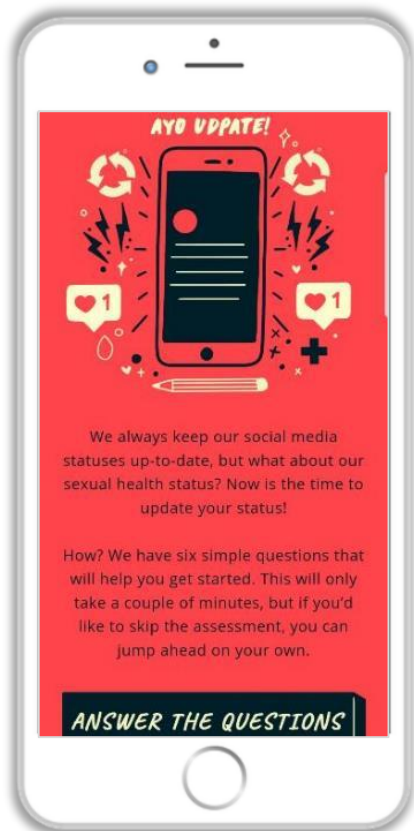 AYO UDPATE!
1
1
We always keep our social media
statuses up-to-date, but what about our
sexual health status? Now is the time to
update your status!
How? We have six simple questions that
will help you get started. This will only
take a couple of minutes, but if you'd
like to skip the assessment, you can
jump ahead on your own.
ANSWER THE QUESTIONS